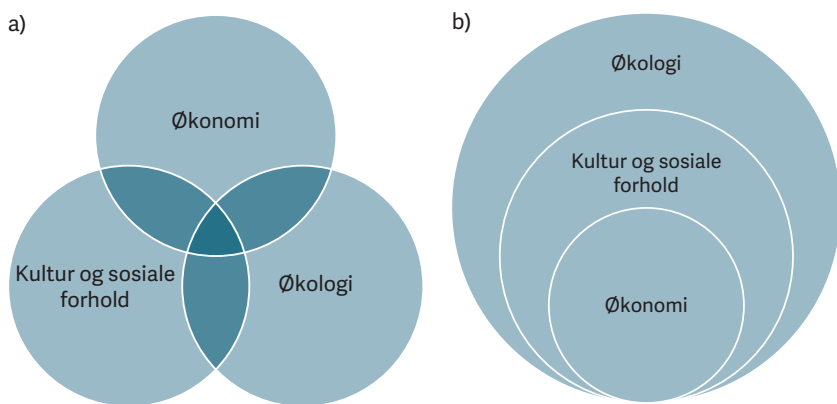 a)
Økonomi
Kultur og sosiale
forhold
Økologi
b)
Økologi
Kultur og sosiale
forhold
Økonomi